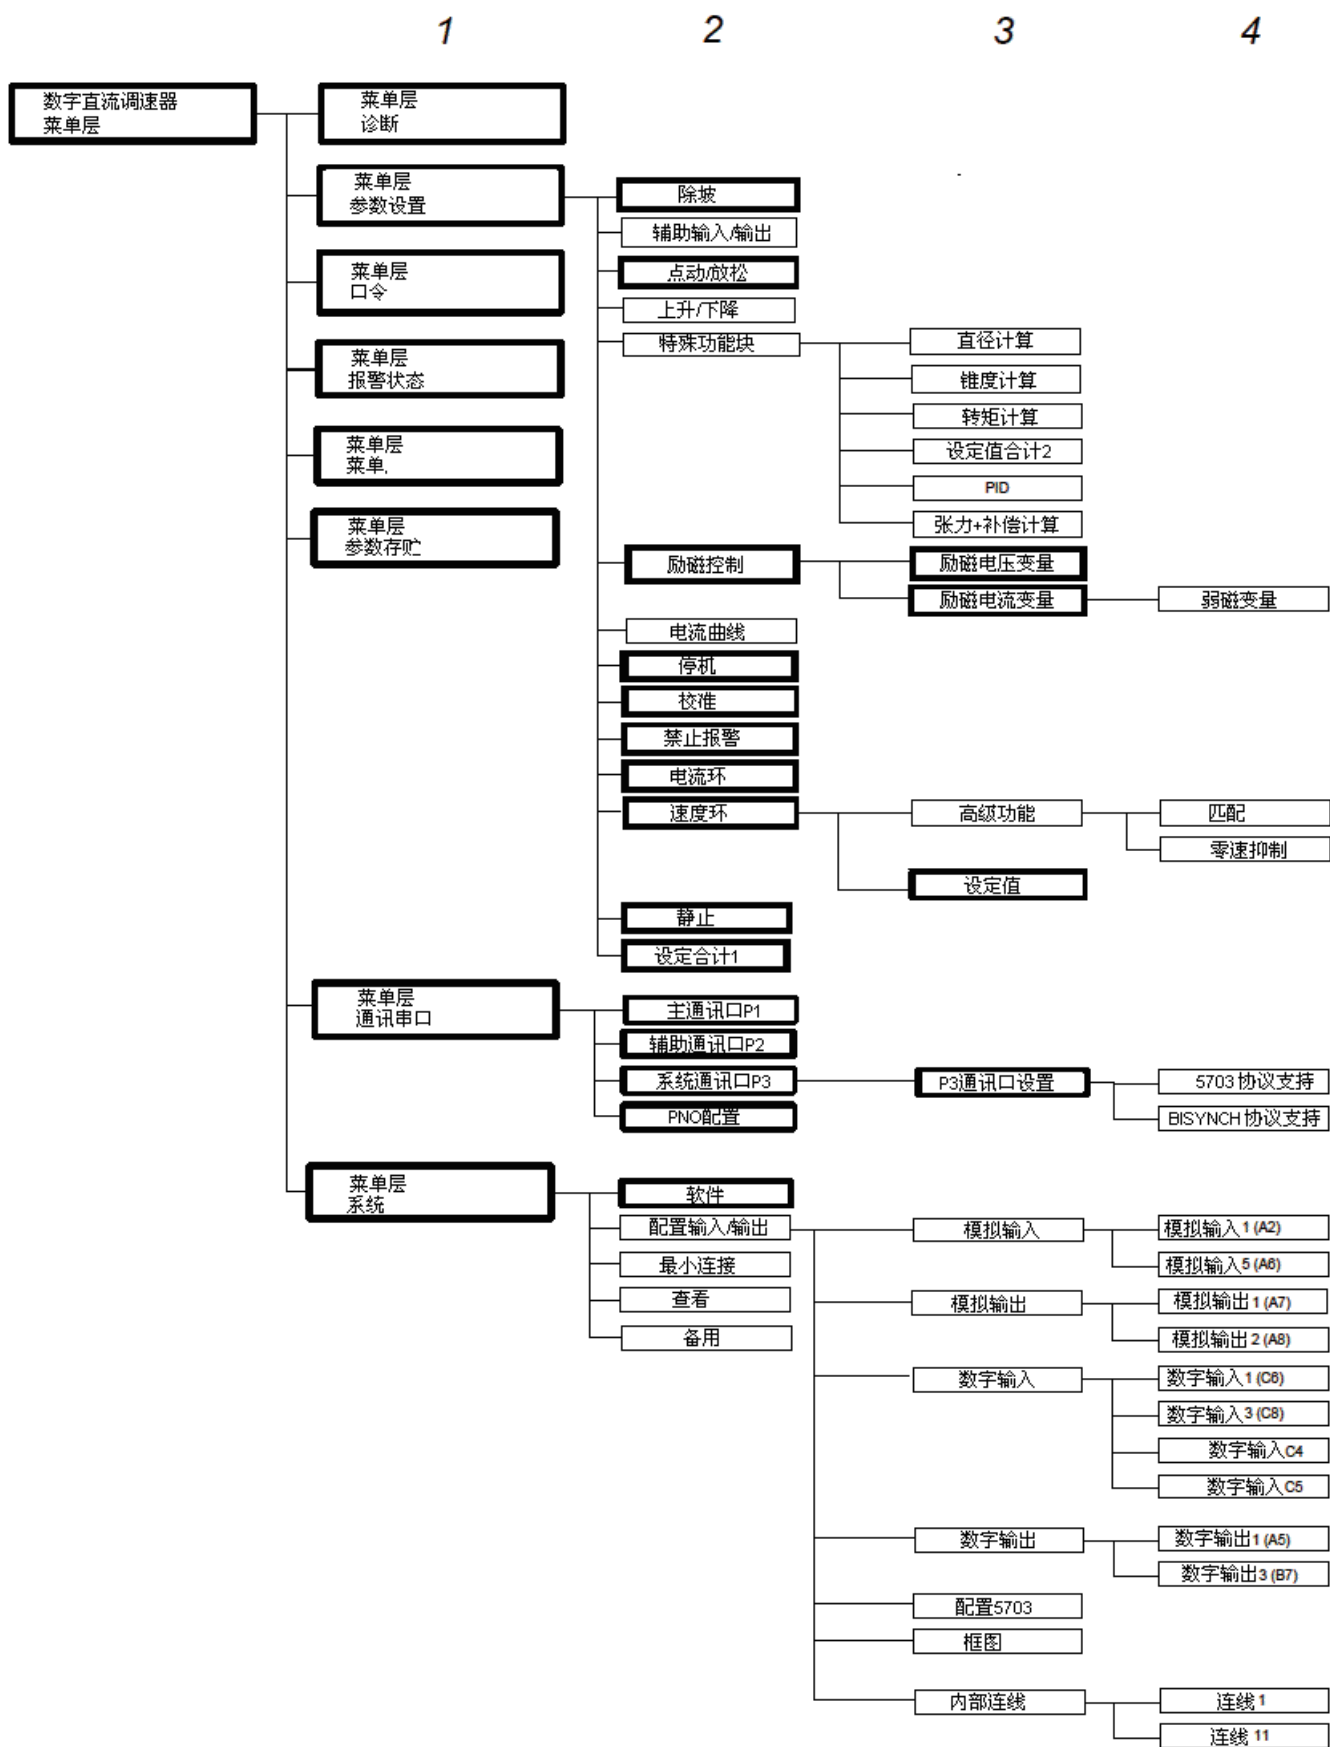 1 2 3 4
数字直流调速器
菜单层
菜单层
诊断
菜单层
参数设置
除坡
辅助输入/输出
菜单层
口令
点动/放松
上升/下降
菜单层
报警状态
特殊功能块
直径计算
锥度计算
转矩计算
设定值合计2
PID
张力+补偿计算
菜单层
菜单,
菜单层
参数存贮
励磁控制
励磁电压变量
励磁电流变量
弱磁变量
电流曲线
停机
校准
禁止报警
电流环
速度环
高级功能
匹配
零速抑制
设定值
静止
设定合计1
菜单层
通讯串口
主通讯口P1
辅助通讯口P2
系统通讯口P3
P3通讯口设置
5703协议支持
BISYNCH协议支持
PNO配置
菜单层
系统
软件
配置输入/输出
模拟输入
模拟输入1 (A2)
模拟输入5 (A6)
最小连接
查看
备用
模拟输出
模拟输出1 (A7)
模拟输出2 (A8)
数字输入
数字输入1 (C6)
数字输入3 (C8)
数字输入C4
数字输入C5
数字输出
数字输出1 (A5)
数字输出3 (B7)
配置5703
框图
内部连线
连线1
连线11